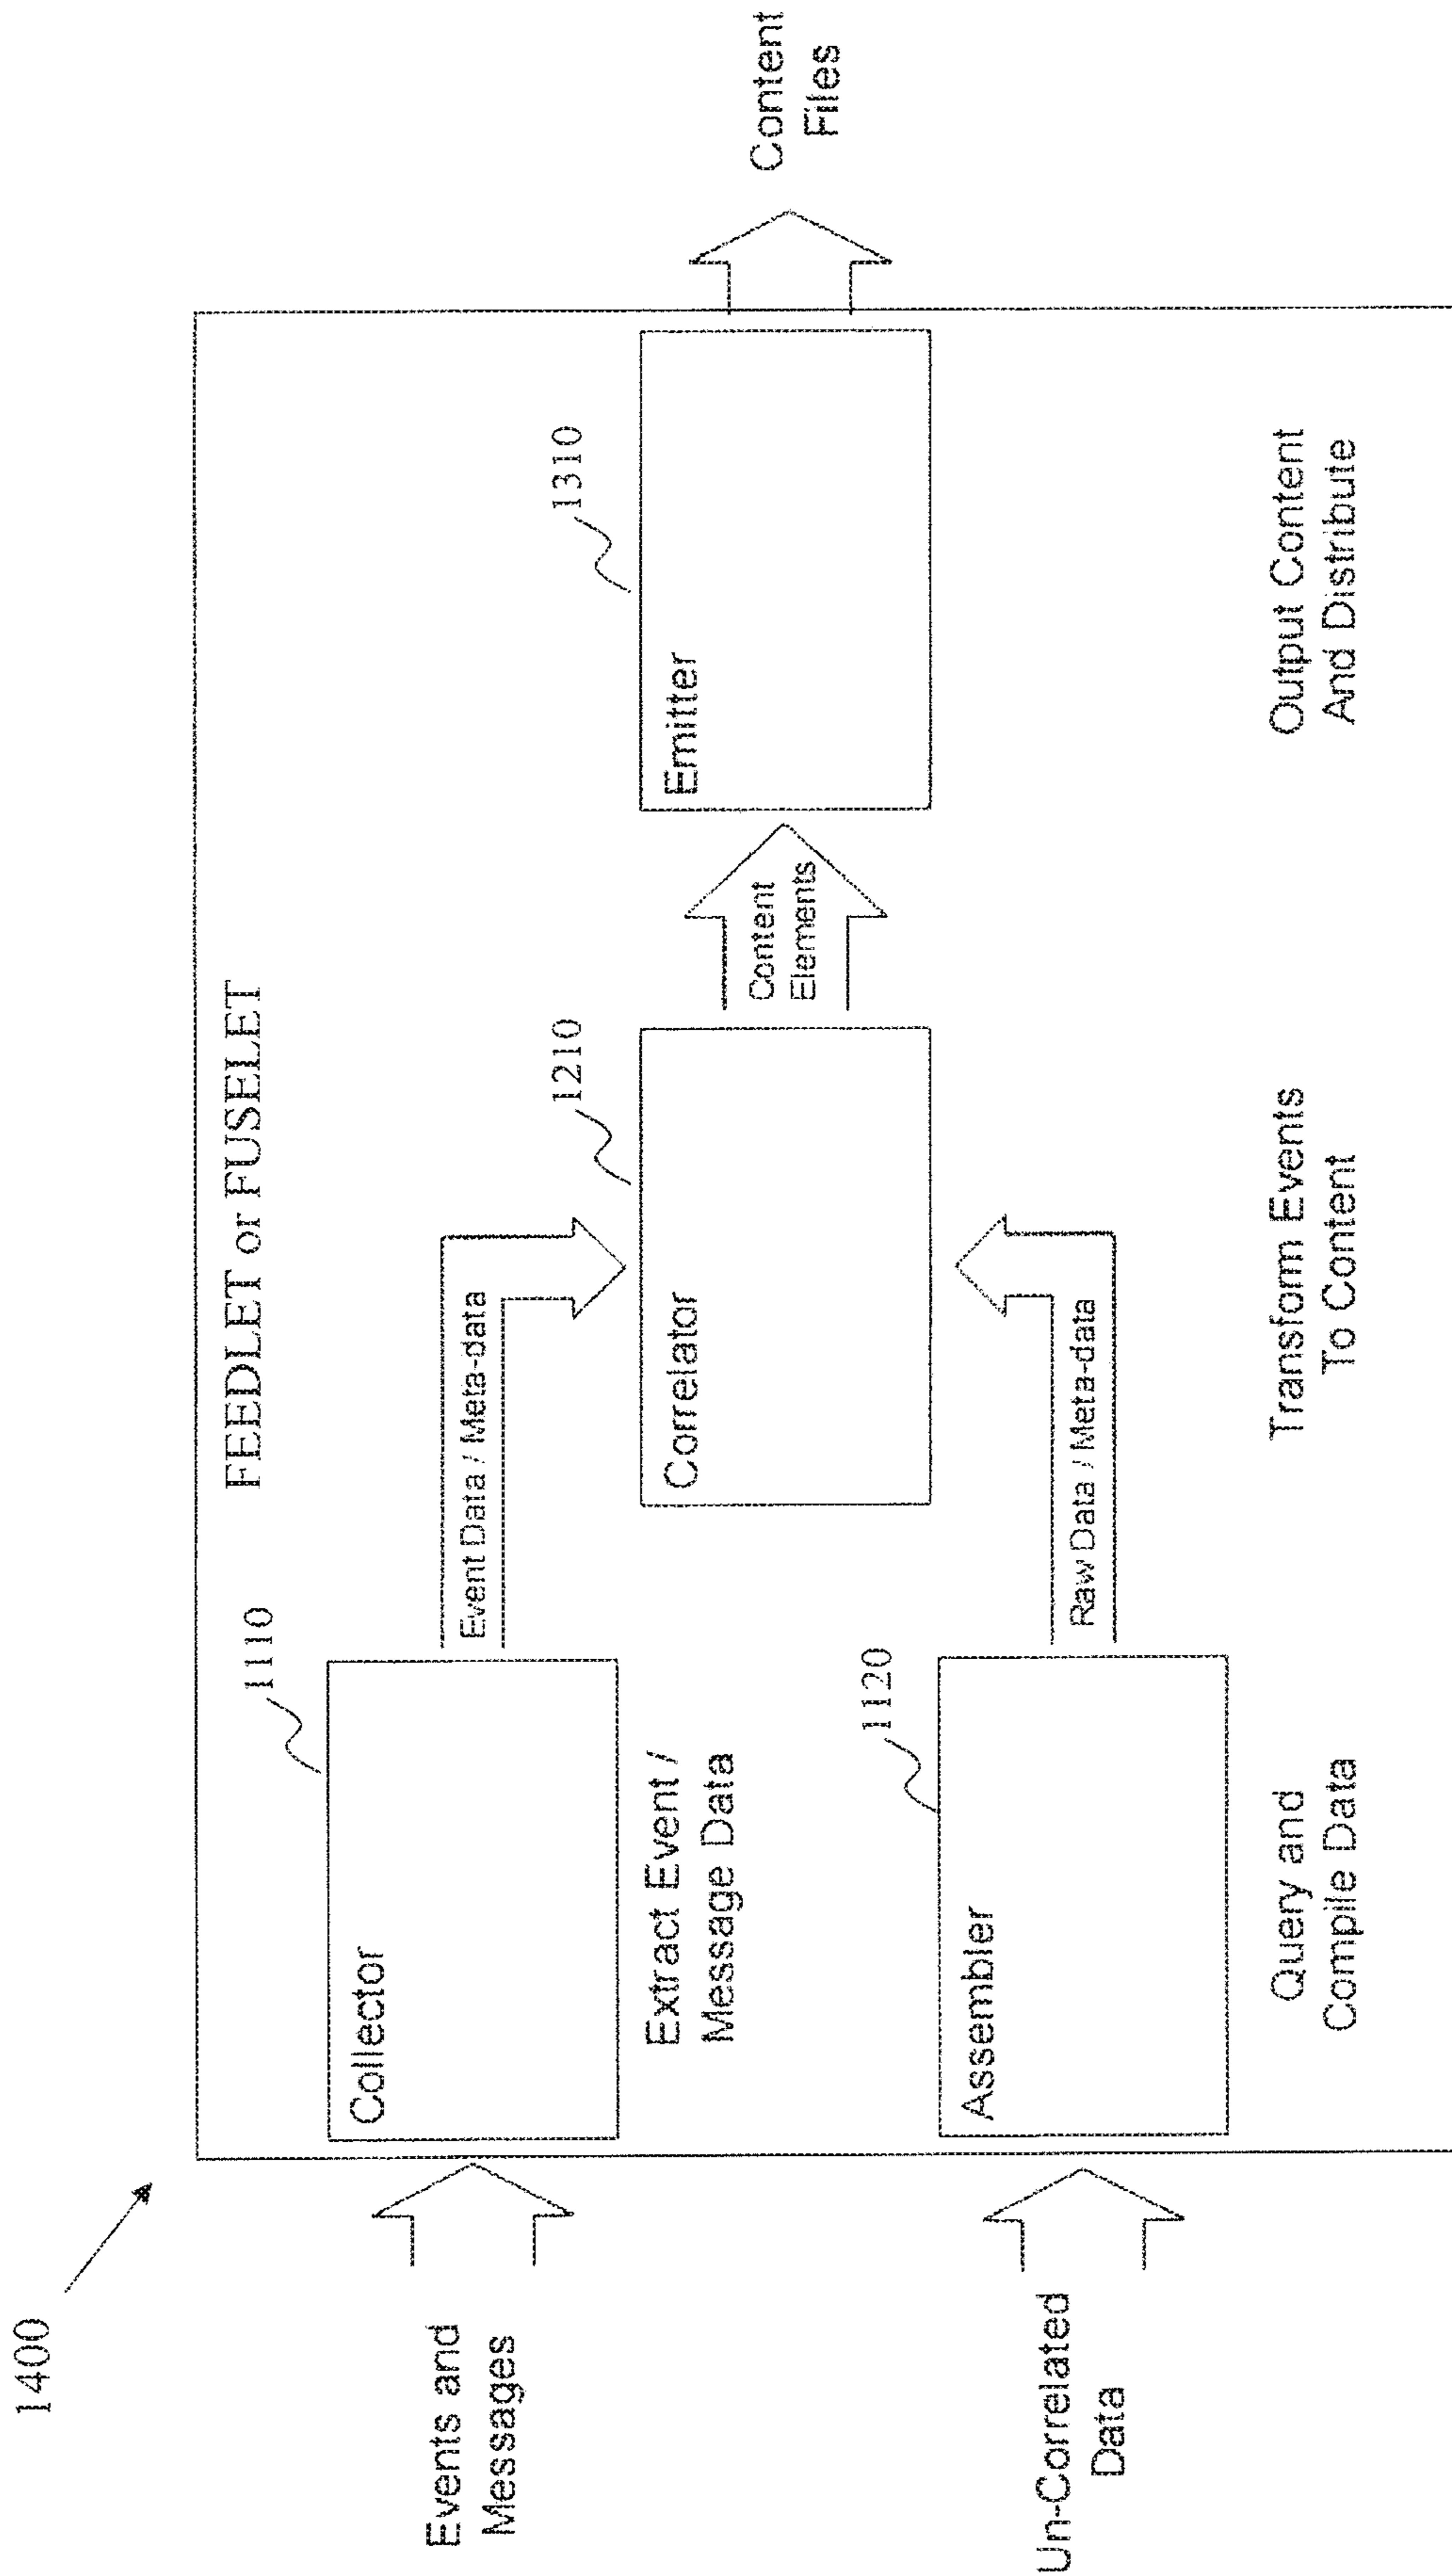 1400
FEEDLET or FUSELET
Events and
Messages
Collector
1110
Extract Event /
Message Data
Event Data / Meta-data
Un-Correlated
Data
Assembler
1120
Query and
Compile Data
Raw Data / Meta-data
Correlator
1210
Transform Events
To Content
Content
Elements
Emitter
1310
Output Content
And Distribute
Content
Files